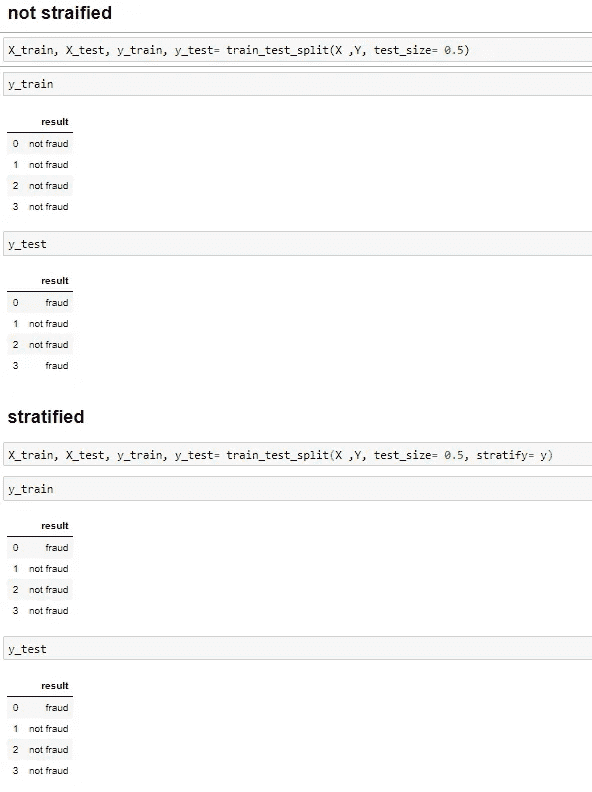 not straified
X_train, X_test, y_train, y_test= train_test_split(X ,Y, test_size= 0.5)
y_train
result
0 not fraud
1 not fraud
2 not fraud
3 not fraud
y_test
result
0 fraud
1 not fraud
2 not fraud
3 fraud
stratified
X_train, X_test, y_train, y_test= train_test_split(X ,Y, test_size= 0.5, stratify= y)
y_train
result
0 fraud
1 not fraud
2 not fraud
3 not fraud
y_test
result
0 fraud
1 not fraud
2 not fraud
3 not fraud